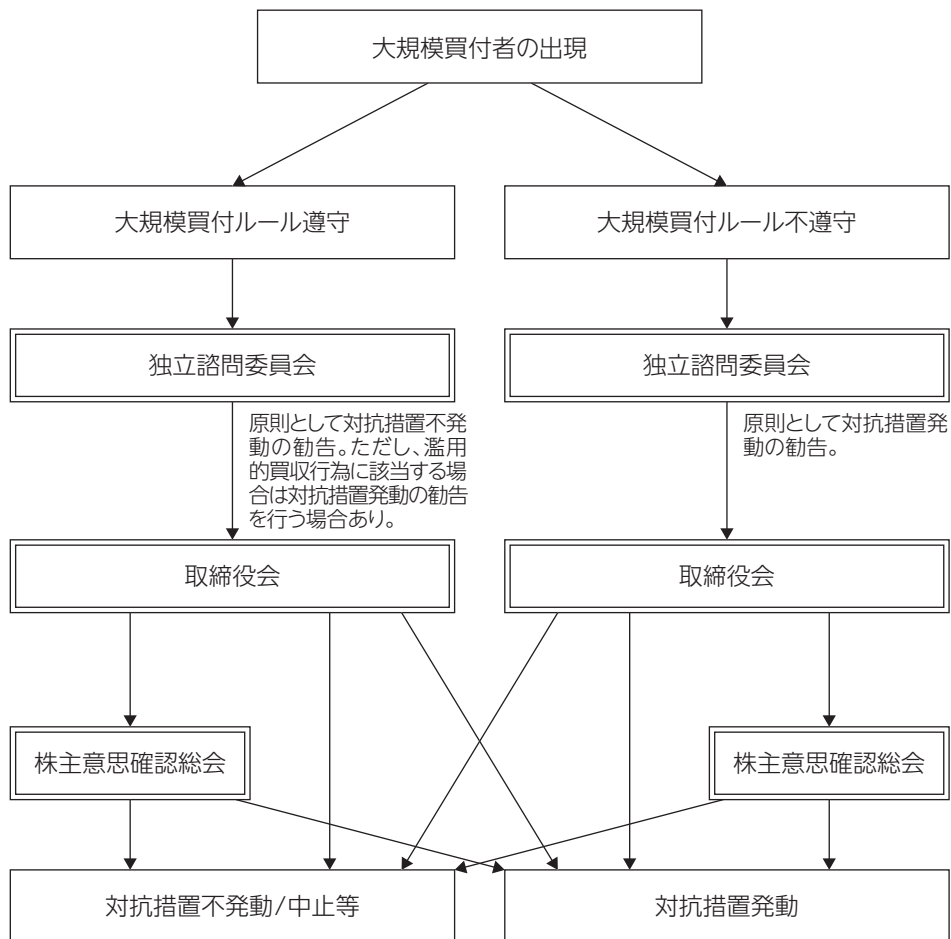 大規模買付者の出現
大規模買付ルール遵守
大規模買付ルール不遵守
独立諮問委員会
独立諮問委員会
原則として対抗措置不発
動の勧告。ただし、濫用
的買収行為に該当する場
合は対抗措置発動の勧告
を行う場合あり。
原則として対抗措置発
動の勧告。
取締役会
取締役会
株主意思確認総会
株主意思確認総会
対抗措置不発動/中止等
対抗措置発動